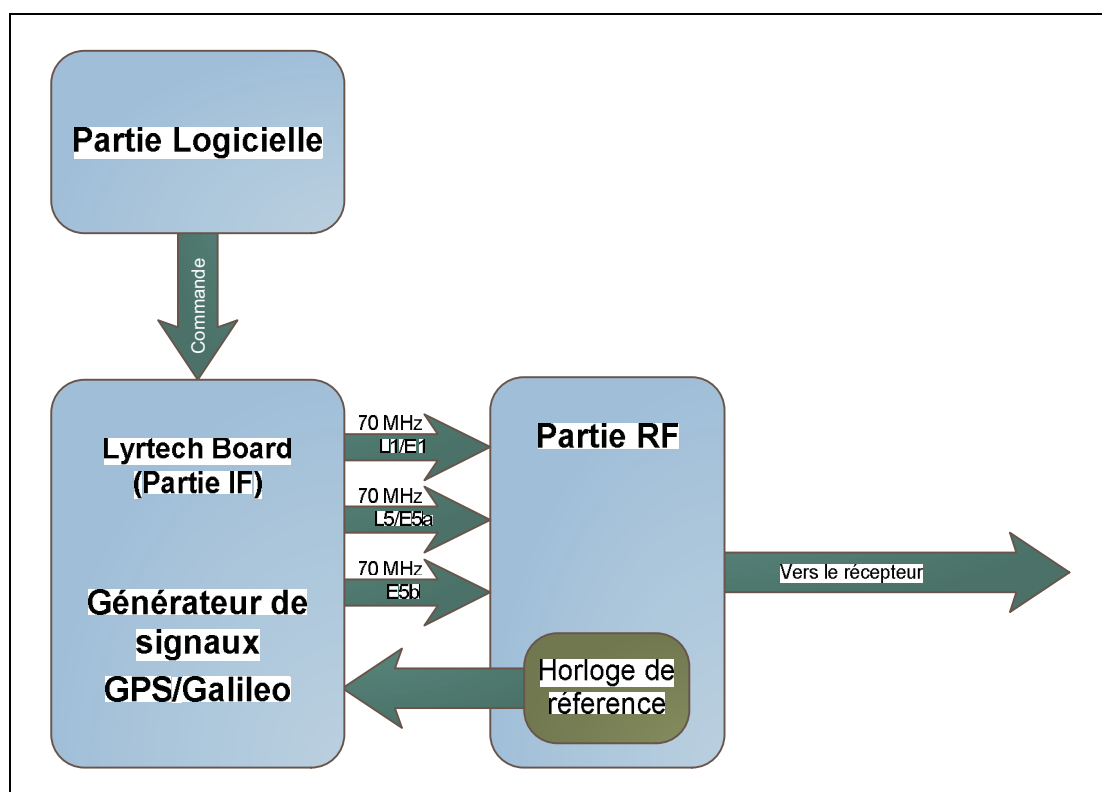 Partie Logicielle
Commande
Lyrtech Board
(Partie IF)
Générateur de
signaux
GPS/Galileo
70 MHz
L1/E1
70 MHz
L5/E5a
70 MHz
E5b
Partie RF
Horloge de
réference
Vers le récepteur